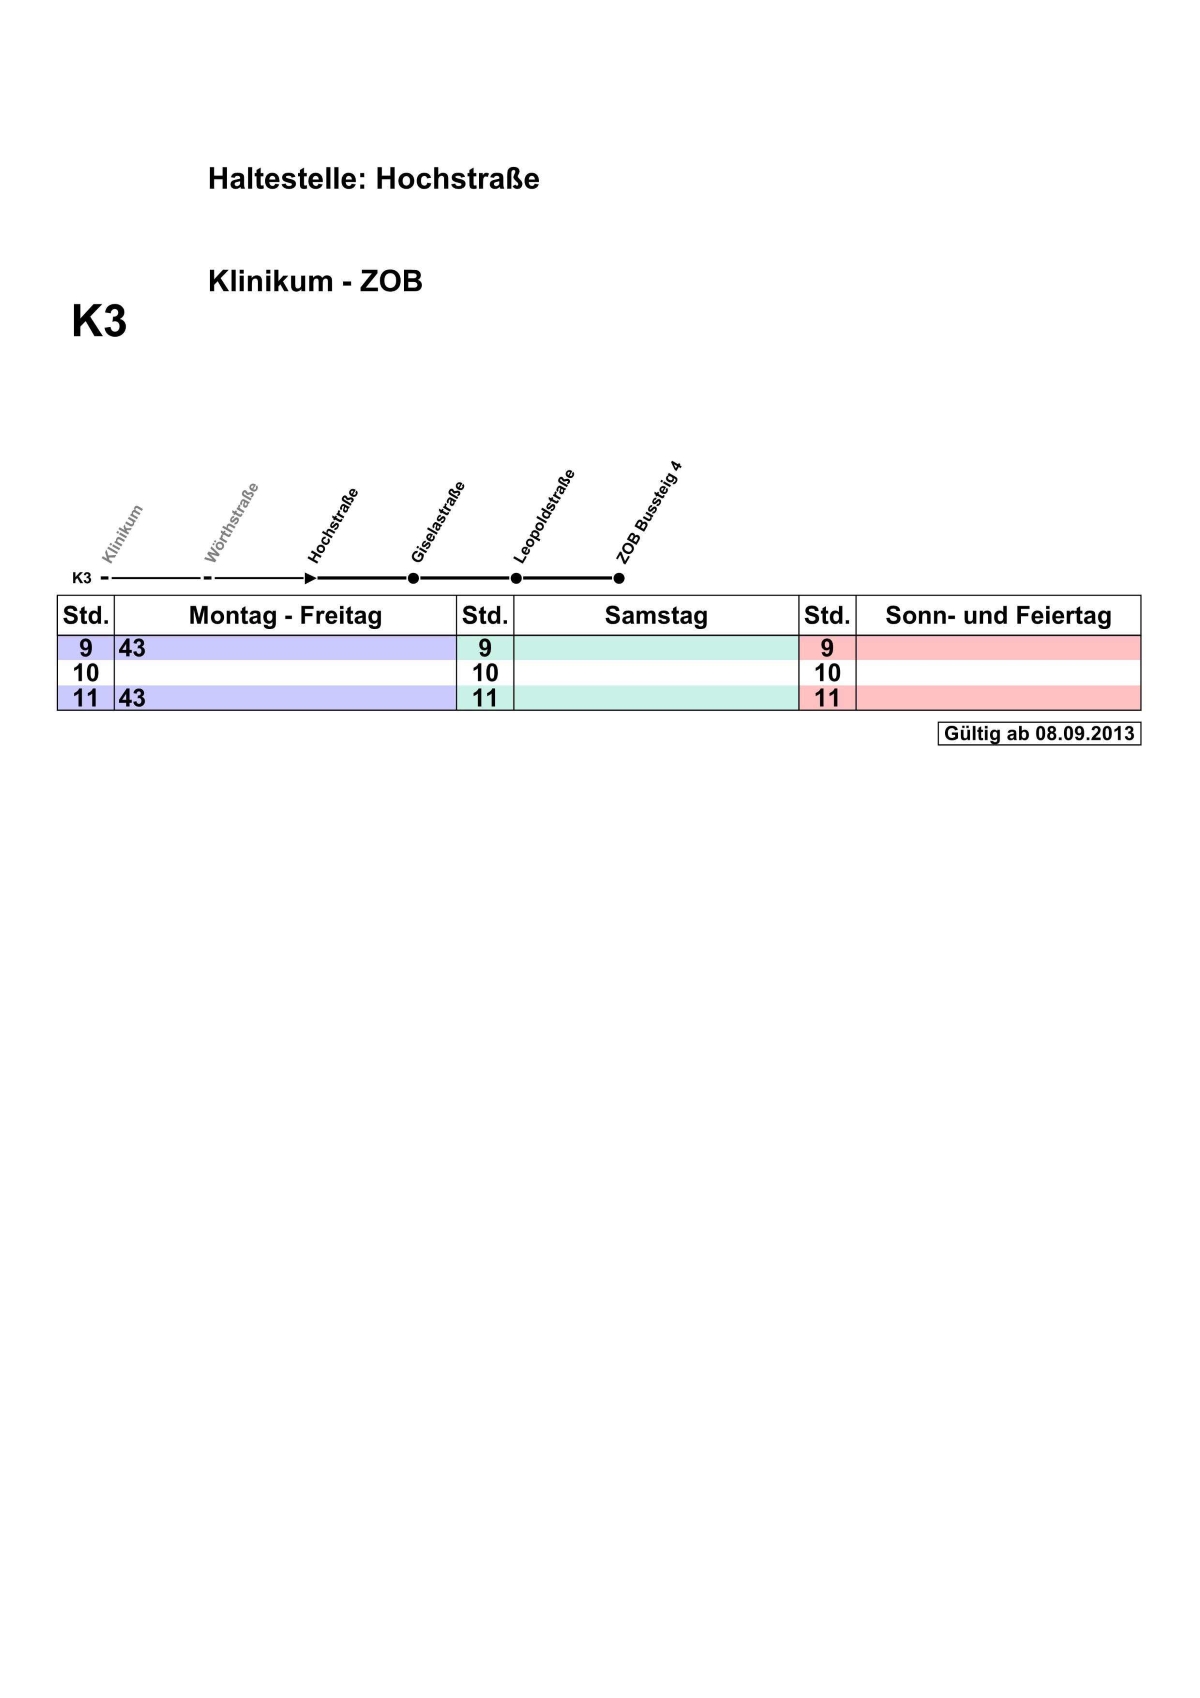 Haltestelle: Hochstraße
Klinikum - ZOB
K3
Klinikum
Wörthstraße
Hochstraße
Giselastraße
Leopoldstraße
ZOB Bussteig 4
K3
Std. Montag - Freitag Std. Samstag Std. Sonn- und Feiertag
9 43 9 9
10 10 10
11 43 11 11
Gültig ab 08.09.2013